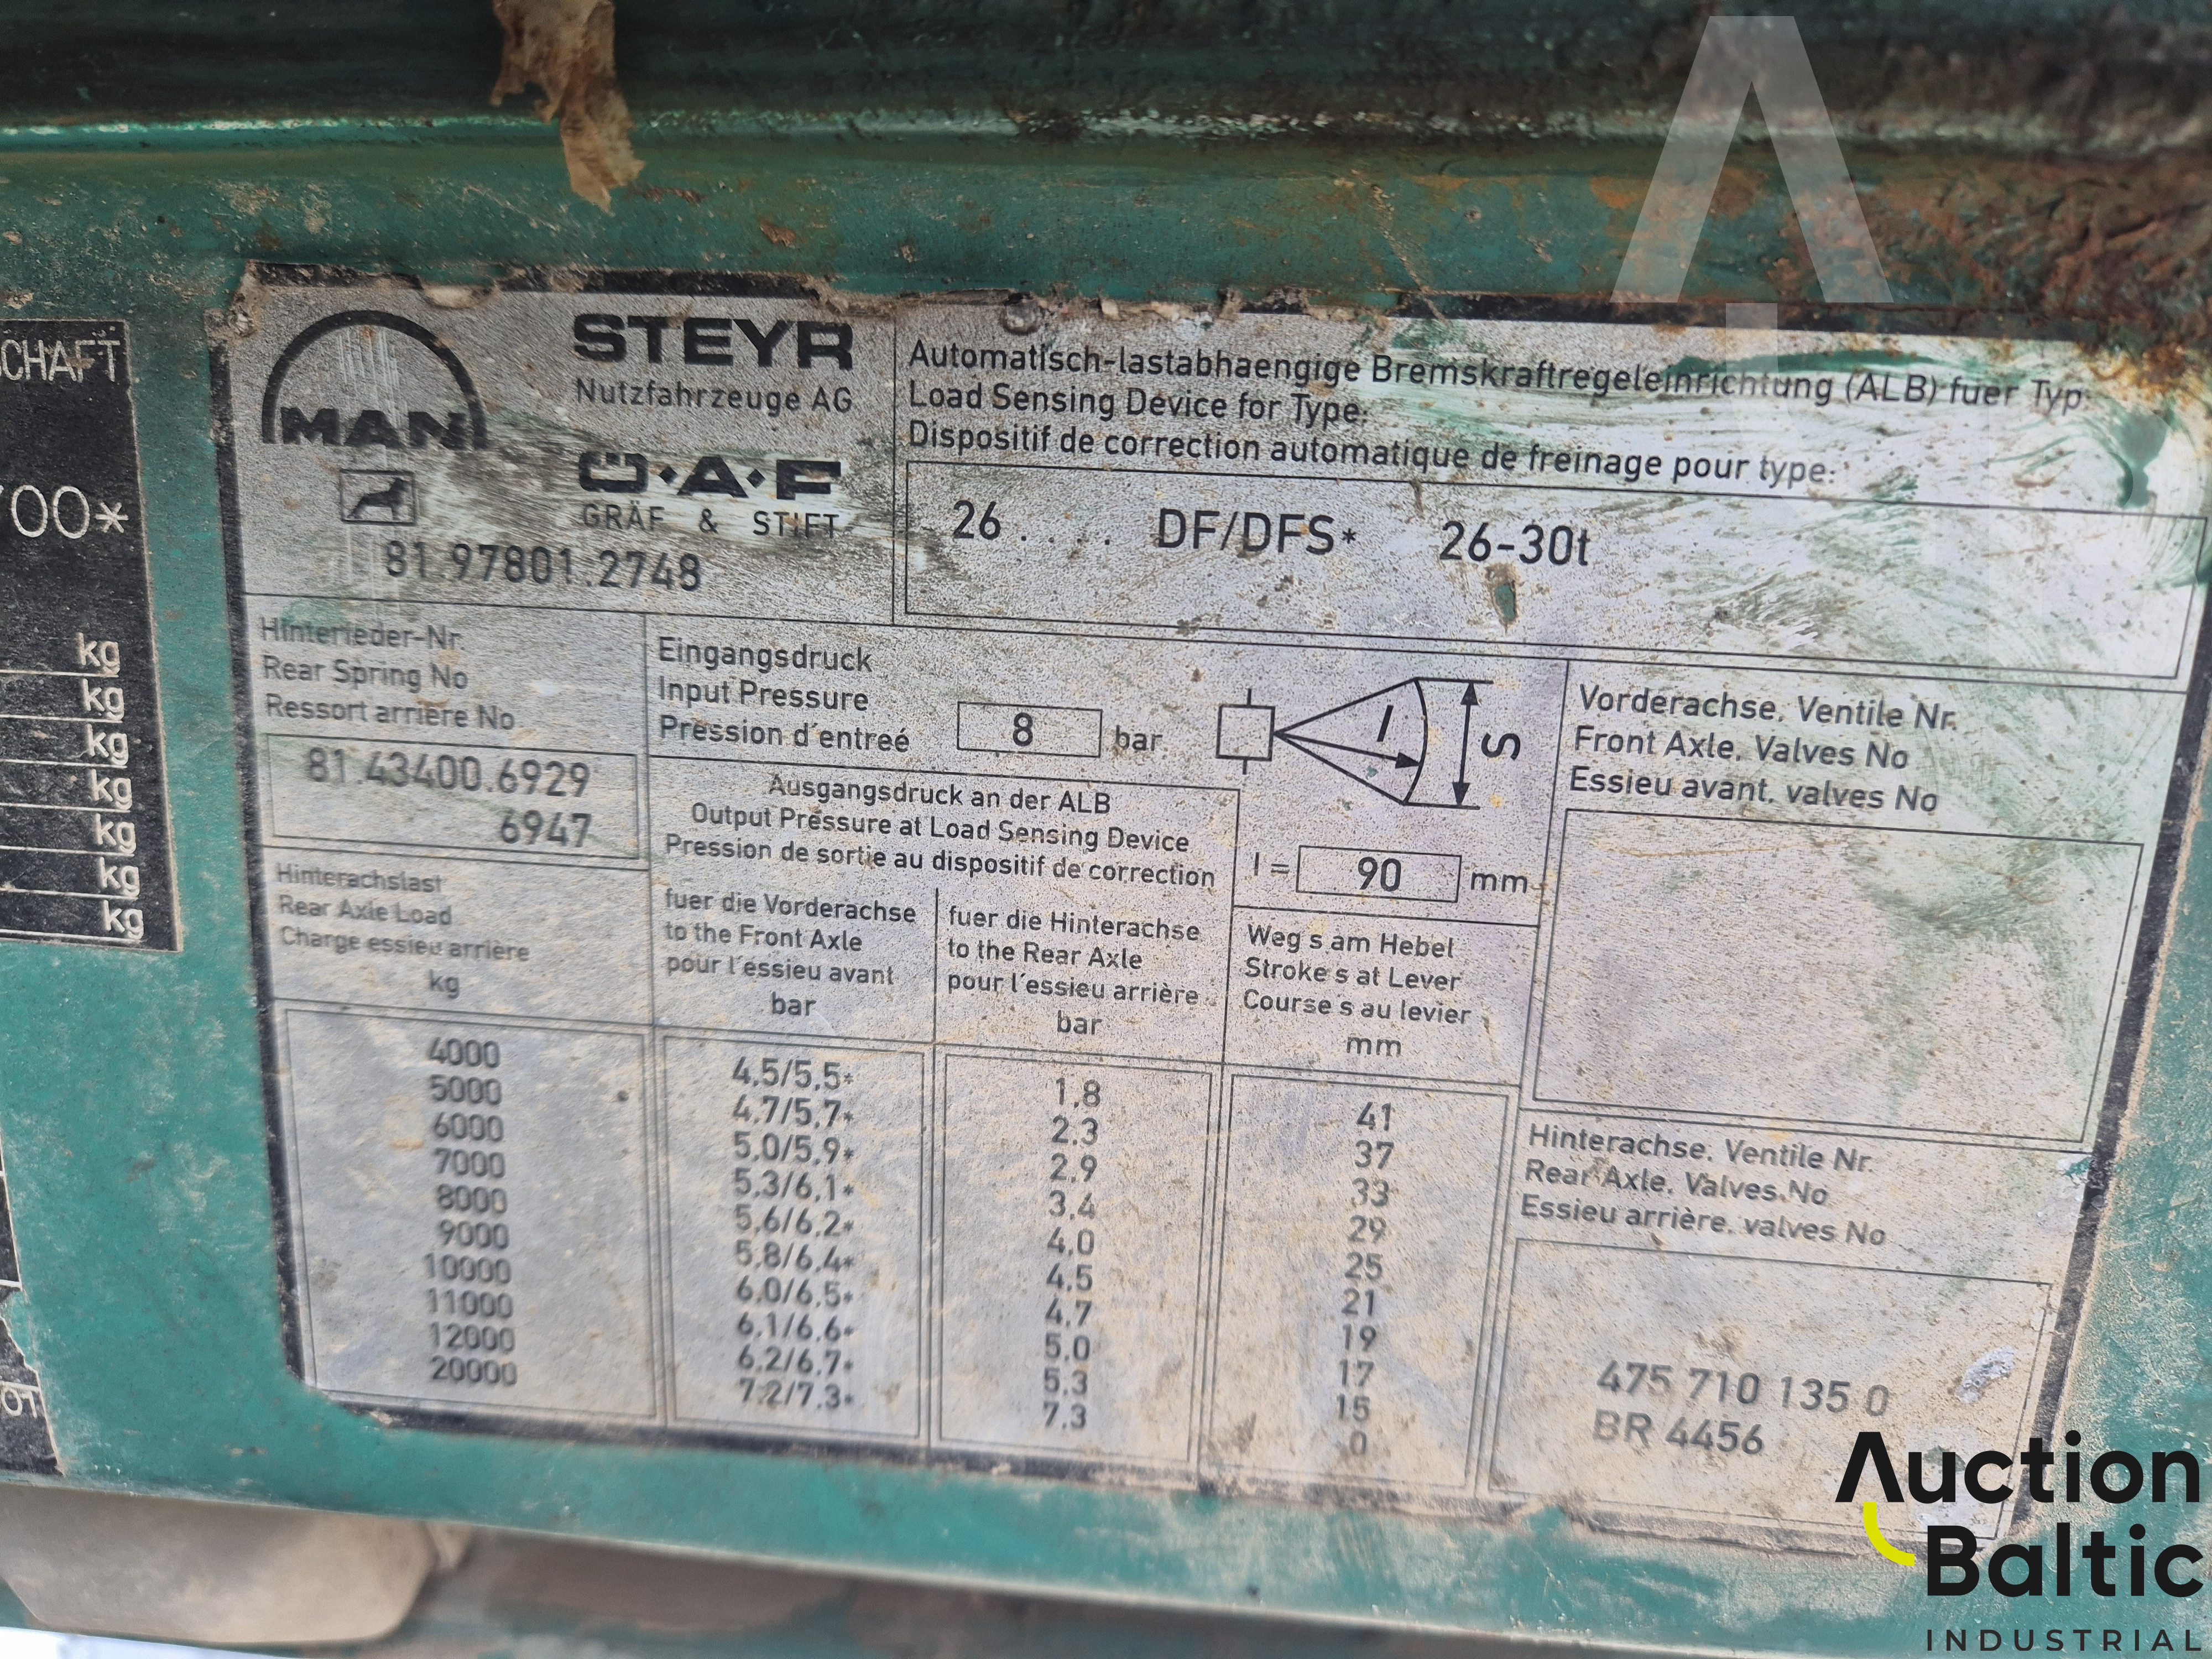 CHAFT
700*
kg
kg
kg
kg
kg
kg
kg
OT
MAN
STEYR
Nutzfahrzeuge AG
Ö·A·F
GRÄF & STIFT
81.97801.2748
Automatisch-lastabhaengige Bremskraftregeleinrichtung (ALB) fuer Typ:
Load Sensing Device for Type:
Dispositif de correction automatique de freinage pour type:
26 .... DF/DFS* 26-30t
Hinterfeder-Nr.
Rear Spring No
Ressort arrière No
81.43400.6929
6947
Eingangsdruck
Input Pressure
Pression d´entreé
8 bar
l
S
l = 90 mm
Vorderachse, Ventile Nr.
Front Axle, Valves No
Essieu avant, valves No
Ausgangsdruck an der ALB
Output Pressure at Load Sensing Device
Pression de sortie au dispositif de correction
Hinterachslast
Rear Axle Load
Charge essieu arrière
kg
fuer die Vorderachse
to the Front Axle
pour l´essieu avant
bar
fuer die Hinterachse
to the Rear Axle
pour l´essieu arrière
bar
Weg s am Hebel
Stroke s at Lever
Course s au levier
mm
4000 4,5/5,5* 1,8 41
5000 4,7/5,7* 2,3 37
6000 5,0/5,9* 2,9 33
7000 5,3/6,1* 3,4 29
8000 5,6/6,2* 4,0 25
9000 5,8/6,4* 4,5 21
10000 6,0/6,5* 4,7 19
11000 6,1/6,6* 5,0 17
12000 6,2/6,7* 5,3 15
20000 7,2/7,3* 7,3 0
Hinterachse, Ventile Nr.
Rear Axle, Valves No
Essieu arrière, valves No
475 710 135 0
BR 4456
Auction
Baltic
INDUSTRIAL